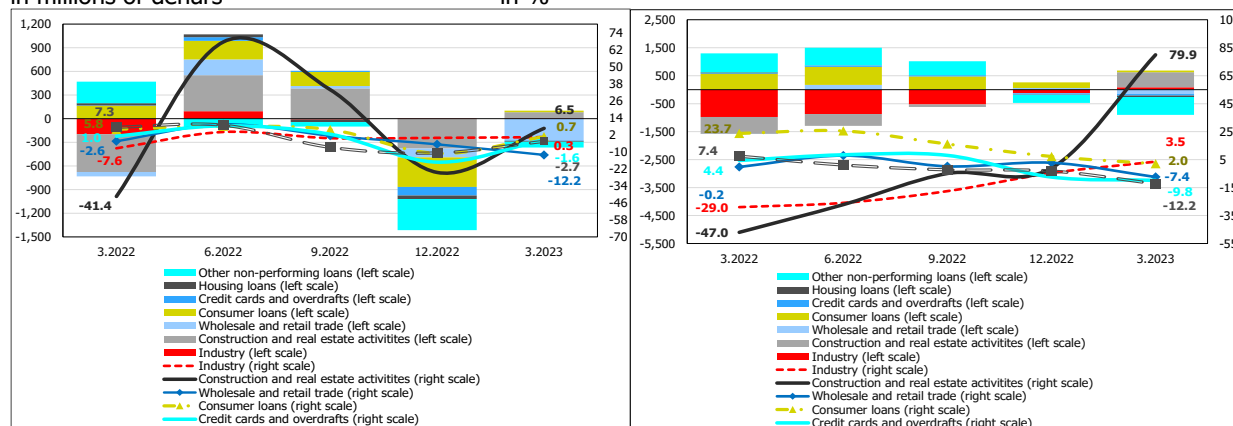 in millions of denars
in %
1,200
900
600
300
0
-300
-600
-900
-1,200
-1,500
74
62
50
38
26
14
2
-10
-22
-34
-46
-58
-70
7.3
5.8
-2.6
-7.6
-41.4
6.5
0.7
0.3
-1.6
-2.7
-12.2
3.2022
6.2022
9.2022
12.2022
3.2023
Other non-performing loans (left scale)
Housing loans (left scale)
Credit cards and overdrafts (left scale)
Consumer loans (left scale)
Wholesale and retail trade (left scale)
Construction and real estate activitites (left scale)
Industry (left scale)
Industry (right scale)
Construction and real estate activitites (right scale)
Wholesale and retail trade (right scale)
Consumer loans (right scale)
Credit cards and overdrafts (right scale)
2,500
1,500
500
-500
-1,500
-2,500
-3,500
-4,500
-5,500
85
65
45
25
5
-15
-35
23.7
7.4
4.4
-0.2
-29.0
-47.0
79.9
3.5
2.0
-7.4
-9.8
-12.2
3.2022
6.2022
9.2022
12.2022
3.2023
Other non-performing loans (left scale)
Housing loans (left scale)
Credit cards and overdrafts (left scale)
Consumer loans (left scale)
Wholesale and retail trade (left scale)
Construction and real estate activitites (left scale)
Industry (left scale)
Industry (right scale)
Construction and real estate activitites (right scale)
Wholesale and retail trade (right scale)
Consumer loans (right scale)
Credit cards and overdrafts (right scale)